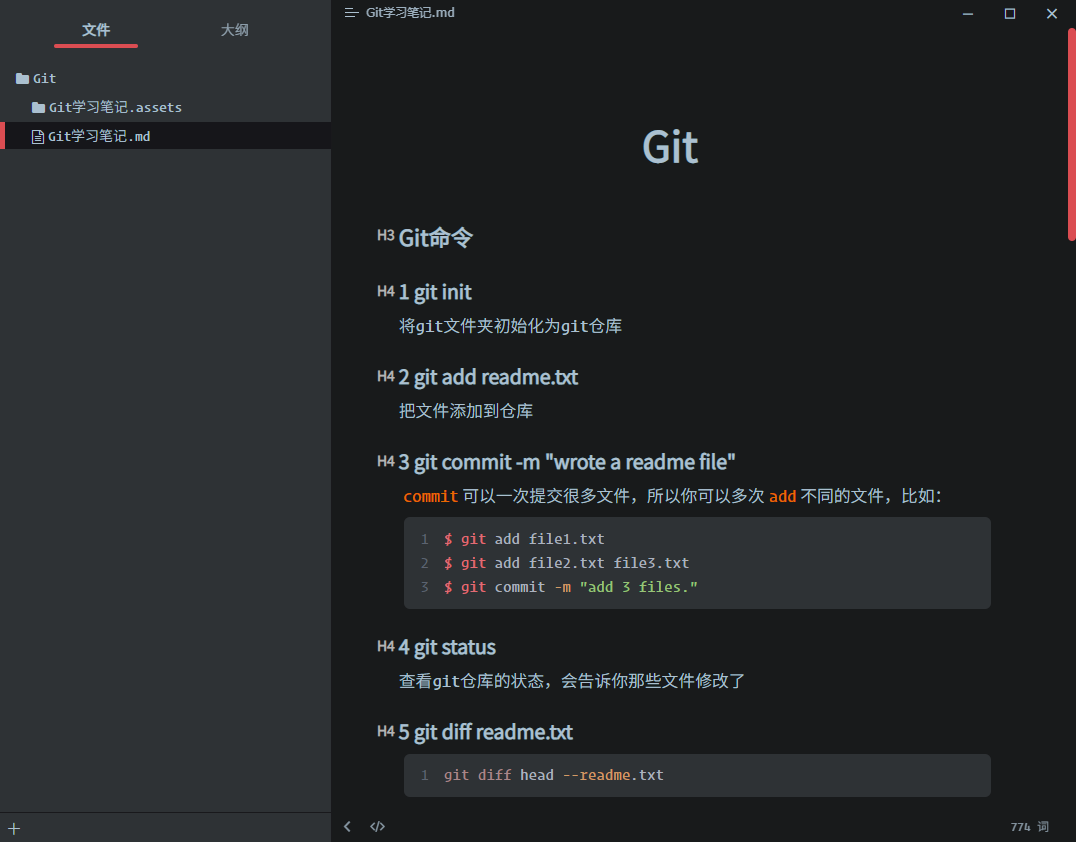 文件 大纲
Git
Git学习笔记.assets
Git学习笔记.md
Git学习笔记.md
Git
H3 Git命令
H4 1 git init
将git文件夹初始化为git仓库
H4 2 git add readme.txt
把文件添加到仓库
H4 3 git commit -m "wrote a readme file"
commit 可以一次提交很多文件，所以你可以多次 add 不同的文件，比如：
1 $ git add file1.txt
2 $ git add file2.txt file3.txt
3 $ git commit -m "add 3 files."
H4 4 git status
查看git仓库的状态，会告诉你那些文件修改了
H4 5 git diff readme.txt
1 git diff head --readme.txt
774 词